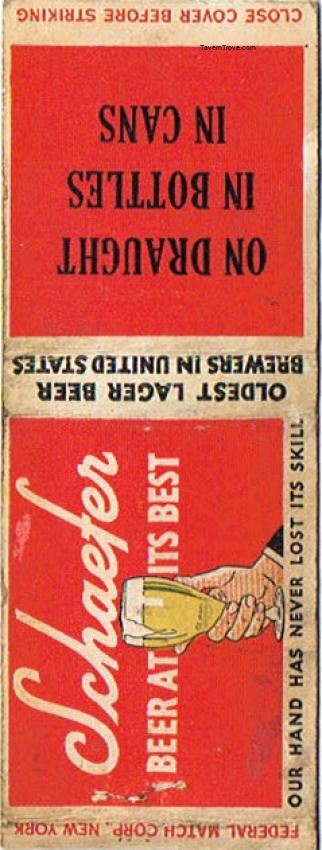 CLOSE COVER BEFORE STRIKING
TavernTrove.com
ON DRAUGHT
IN BOTTLES
IN CANS
OLDEST LAGER BEER
BREWERS IN UNITED STATES
Schaefer
BEER AT ITS BEST
OUR HAND HAS NEVER LOST ITS SKILL
FEDERAL MATCH CORP. NEW YORK